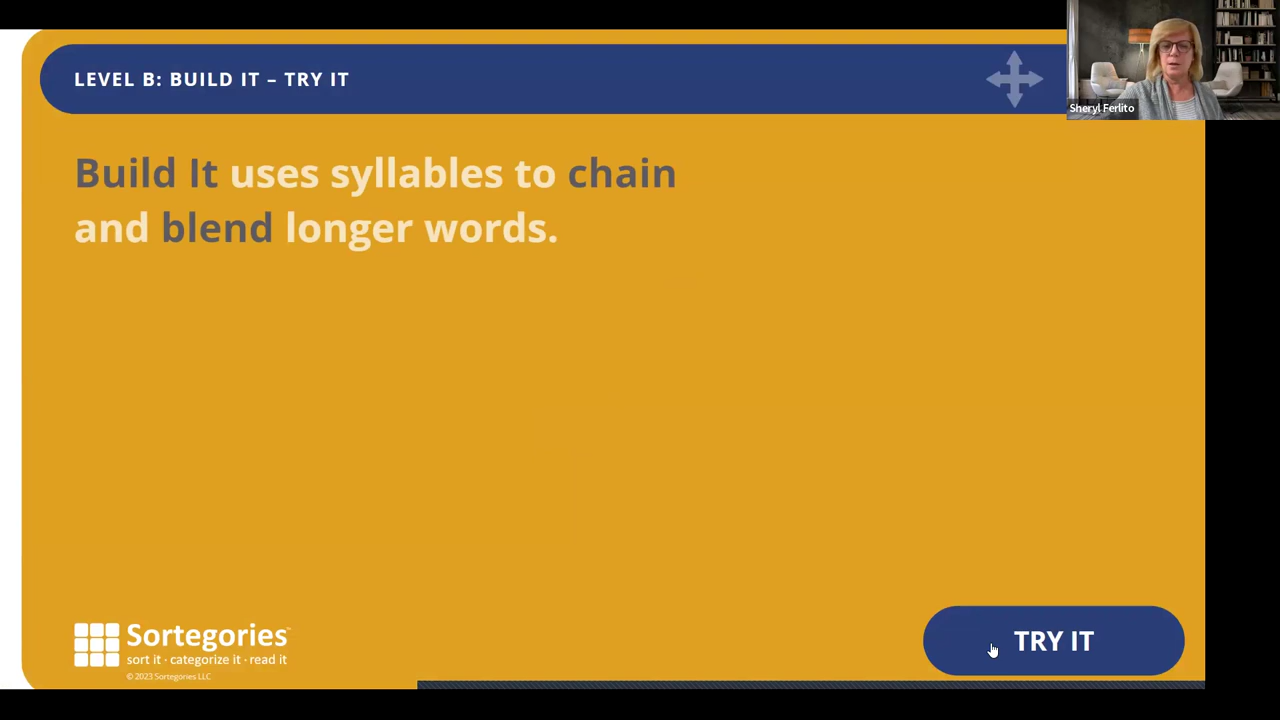 LEVEL B: BUILD IT – TRY IT
Sheryl Ferlito
Build It uses syllables to chain
and blend longer words.
Sortegories™
sort it · categorize it · read it
© 2023 Sortegories LLC
TRY IT